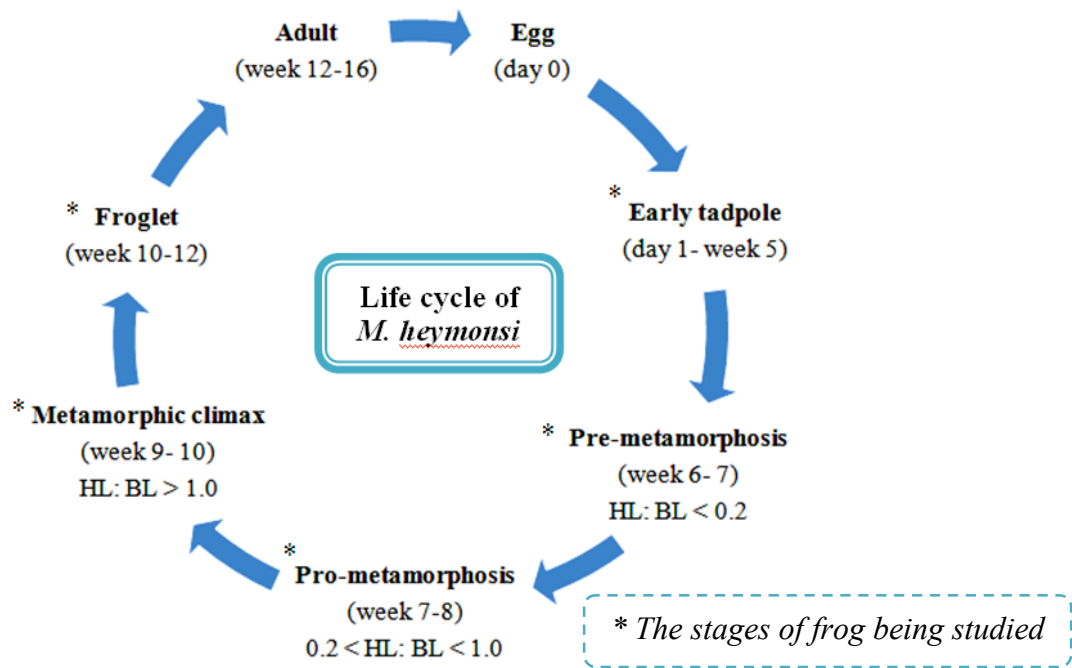 Adult
(week 12-16)
Egg
(day 0)
* Early tadpole
(day 1- week 5)
* Pre-metamorphosis
(week 6- 7)
HL: BL < 0.2
* Pro-metamorphosis
(week 7-8)
0.2 < HL: BL < 1.0
* Metamorphic climax
(week 9- 10)
HL: BL > 1.0
* Froglet
(week 10-12)
Life cycle of
M. heymonsi
* The stages of frog being studied